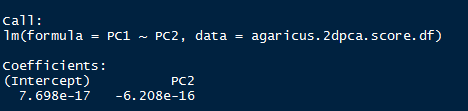 Call:
lm(formula = PC1 ~ PC2, data = agaricus.2dpca.score.df)
Coefficients:
(Intercept)          PC2
  7.698e-17   -6.208e-16